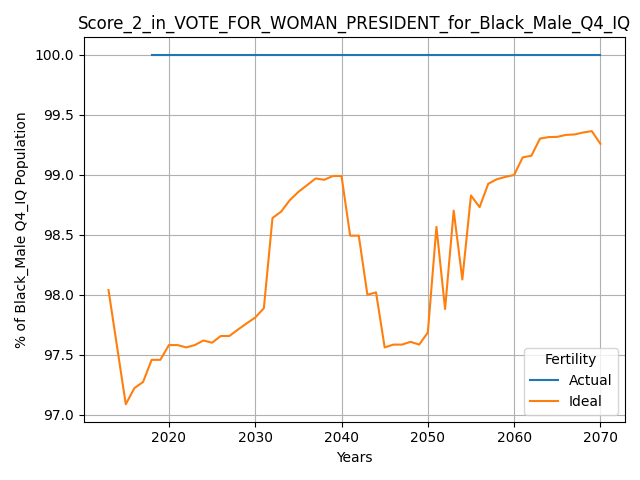 Score_2_in_VOTE_FOR_WOMAN_PRESIDENT_for_Black_Male_Q4_IQ
% of Black_Male Q4_IQ Population
100.0
99.5
99.0
98.5
98.0
97.5
97.0
Fertility
Actual
Ideal
2020 2030 2040 2050 2060 2070
Years